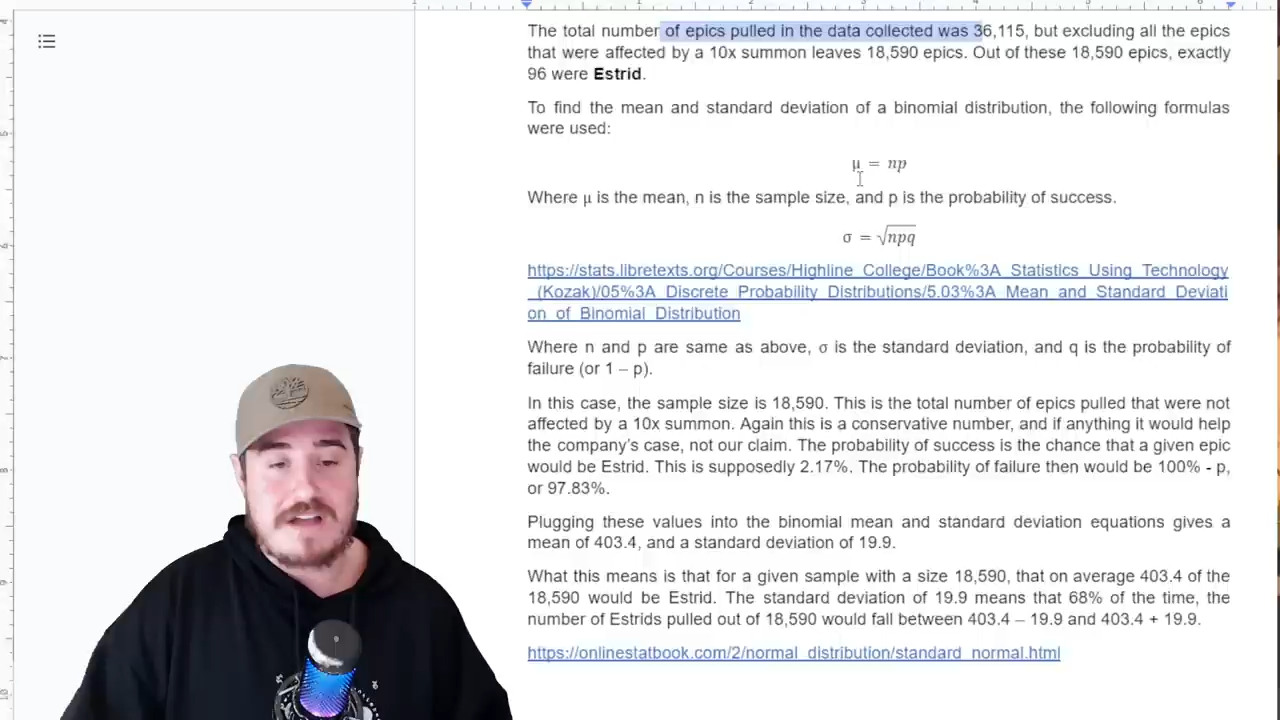 The total number of epics pulled in the data collected was 36,115, but excluding all the epics
that were affected by a 10x summon leaves 18,590 epics. Out of these 18,590 epics, exactly
96 were Estrid.
To find the mean and standard deviation of a binomial distribution, the following formulas
were used:
μ = np
Where μ is the mean, n is the sample size, and p is the probability of success.
σ = √npq
https://stats.libretexts.org/Courses/Highline_College/Book%3A_Statistics_Using_Technology
_(Kozak)/05%3A_Discrete_Probability_Distributions/5.03%3A_Mean_and_Standard_Deviati
on_of_Binomial_Distribution
Where n and p are same as above, σ is the standard deviation, and q is the probability of
failure (or 1 – p).
In this case, the sample size is 18,590. This is the total number of epics pulled that were not
affected by a 10x summon. Again this is a conservative number, and if anything it would help
the company's case, not our claim. The probability of success is the chance that a given epic
would be Estrid. This is supposedly 2.17%. The probability of failure then would be 100% - p,
or 97.83%.
Plugging these values into the binomial mean and standard deviation equations gives a
mean of 403.4, and a standard deviation of 19.9.
What this means is that for a given sample with a size 18,590, that on average 403.4 of the
18,590 would be Estrid. The standard deviation of 19.9 means that 68% of the time, the
number of Estrids pulled out of 18,590 would fall between 403.4 – 19.9 and 403.4 + 19.9.
https://onlinestatbook.com/2/normal_distribution/standard_normal.html